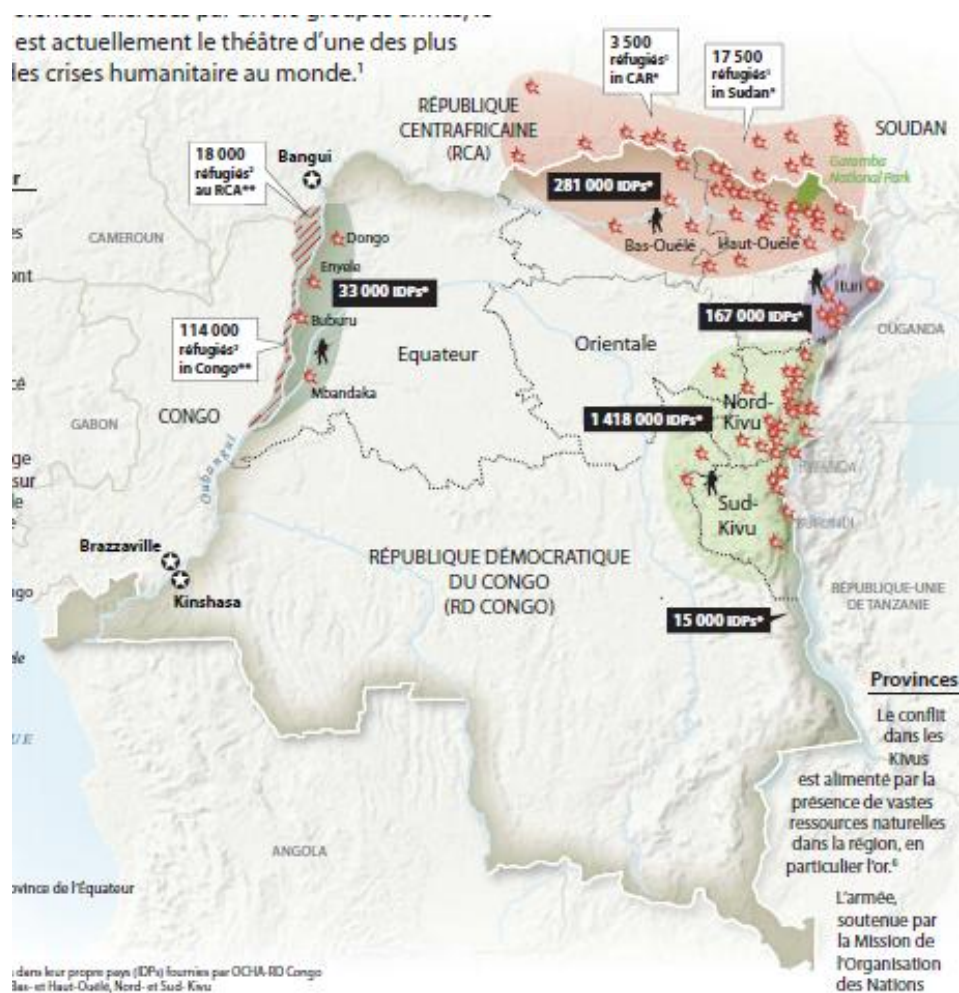 est actuellement le théâtre d'une des plus
les crises humanitaire au monde.¹
3 500
réfugiés
in CAR*
17 500
réfugiés
in Sudan*
RÉPUBLIQUE
CENTRAFRICAINE
(RCA)
SOUDAN
Garamba
National Park
18 000
réfugiés²
au RCA**
Bangui
281 000 IDPs*
Bas-Ouélé
Haut-Ouélé
CAMEROUN
Dongo
Enyele
33 000 IDPs*
Buburu
Ituri
167 000 IDPs*
OUGANDA
114 000
réfugiés²
in Congo**
Equateur
Orientale
Mbandaka
CONGO
GABON
Nord-
Kivu
1 418 000 IDPs*
Oubangui
RWANDA
Sud-
Kivu
BURUNDI
sur
Brazzaville
Kinshasa
RÉPUBLIQUE DÉMOCRATIQUE
DU CONGO
(RD CONGO)
RÉPUBLIQUE-UNIE
DE TANZANIE
15 000 IDPs*
Provinces
Le conflit
dans les
Kivus
est alimenté par la
présence de vastes
ressources naturelles
dans la région, en
particulier l'or.⁶
ANGOLA
ovince de l'Équateur
L'armée,
soutenue par
la Mission de
l'Organisation
des Nations
dans leur propre pays (IDPs) fournies par OCHA-RD Congo
Bas- et Haut-Ouélé, Nord- et Sud- Kivu